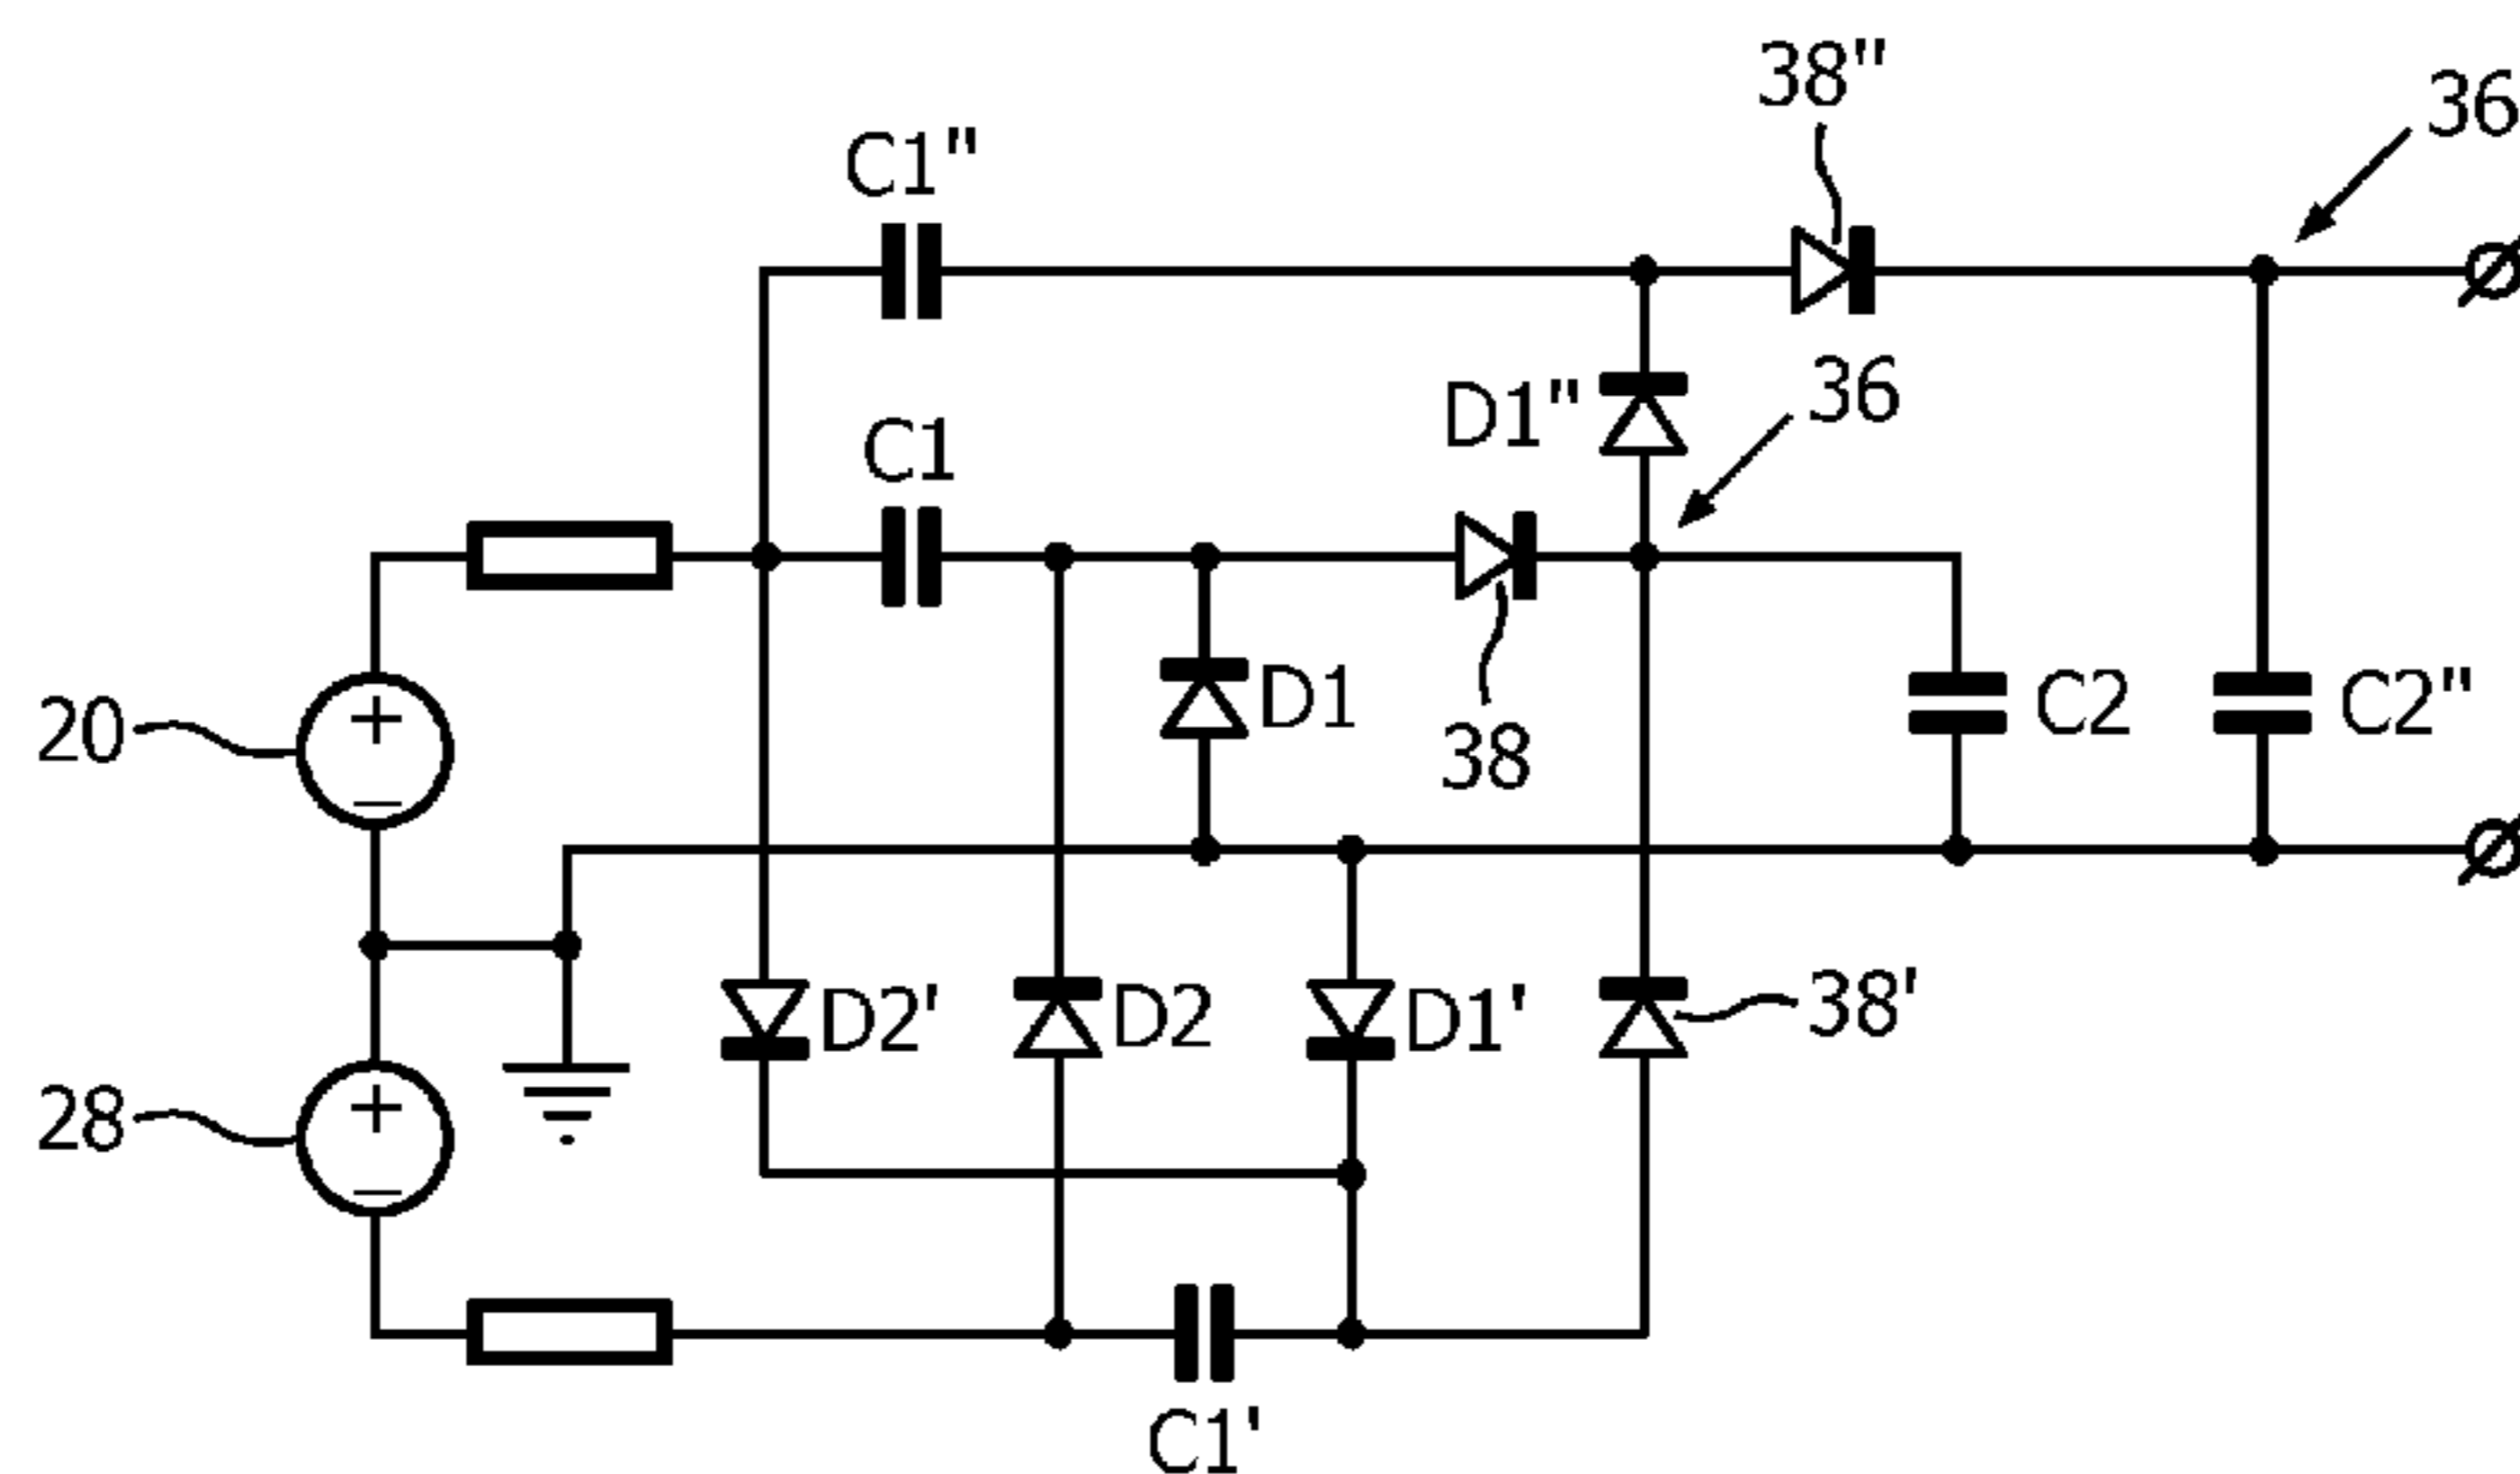 38"
36
C1"
D1"
36
C1
D1
38
C2
C2"
20
+
−
28
+
−
D2'
D2
D1'
38'
C1'